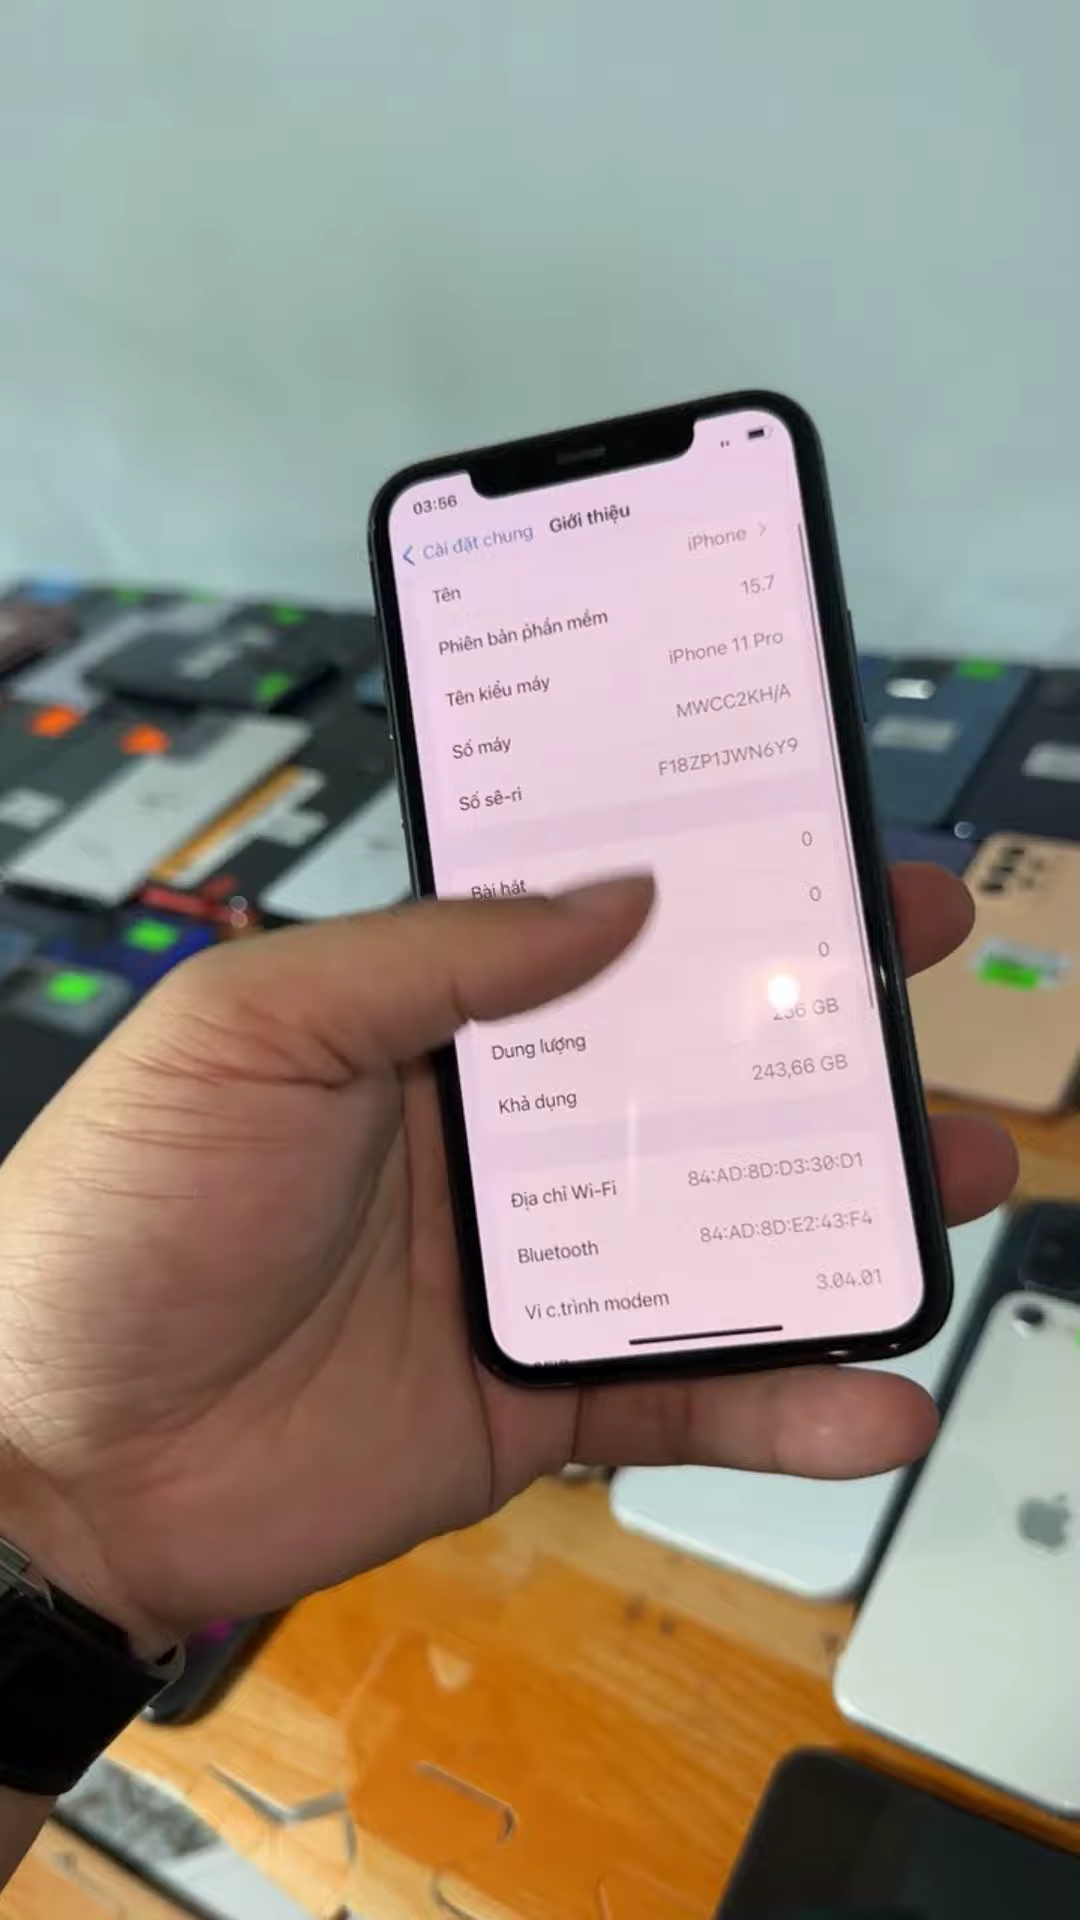 03:56
Cài đặt chung Giới thiệu
Tên iPhone
Phiên bản phần mềm 15.7
Tên kiểu máy iPhone 11 Pro
Số máy MWCC2KH/A
Số sê-ri F18ZP1JWN6Y9
Bài hát 0
0
0
Dung lượng 256 GB
Khả dụng 243,66 GB
Địa chỉ Wi-Fi 84:AD:8D:D3:30:D1
Bluetooth 84:AD:8D:E2:43:F4
Vi c.trình modem 3.04.01